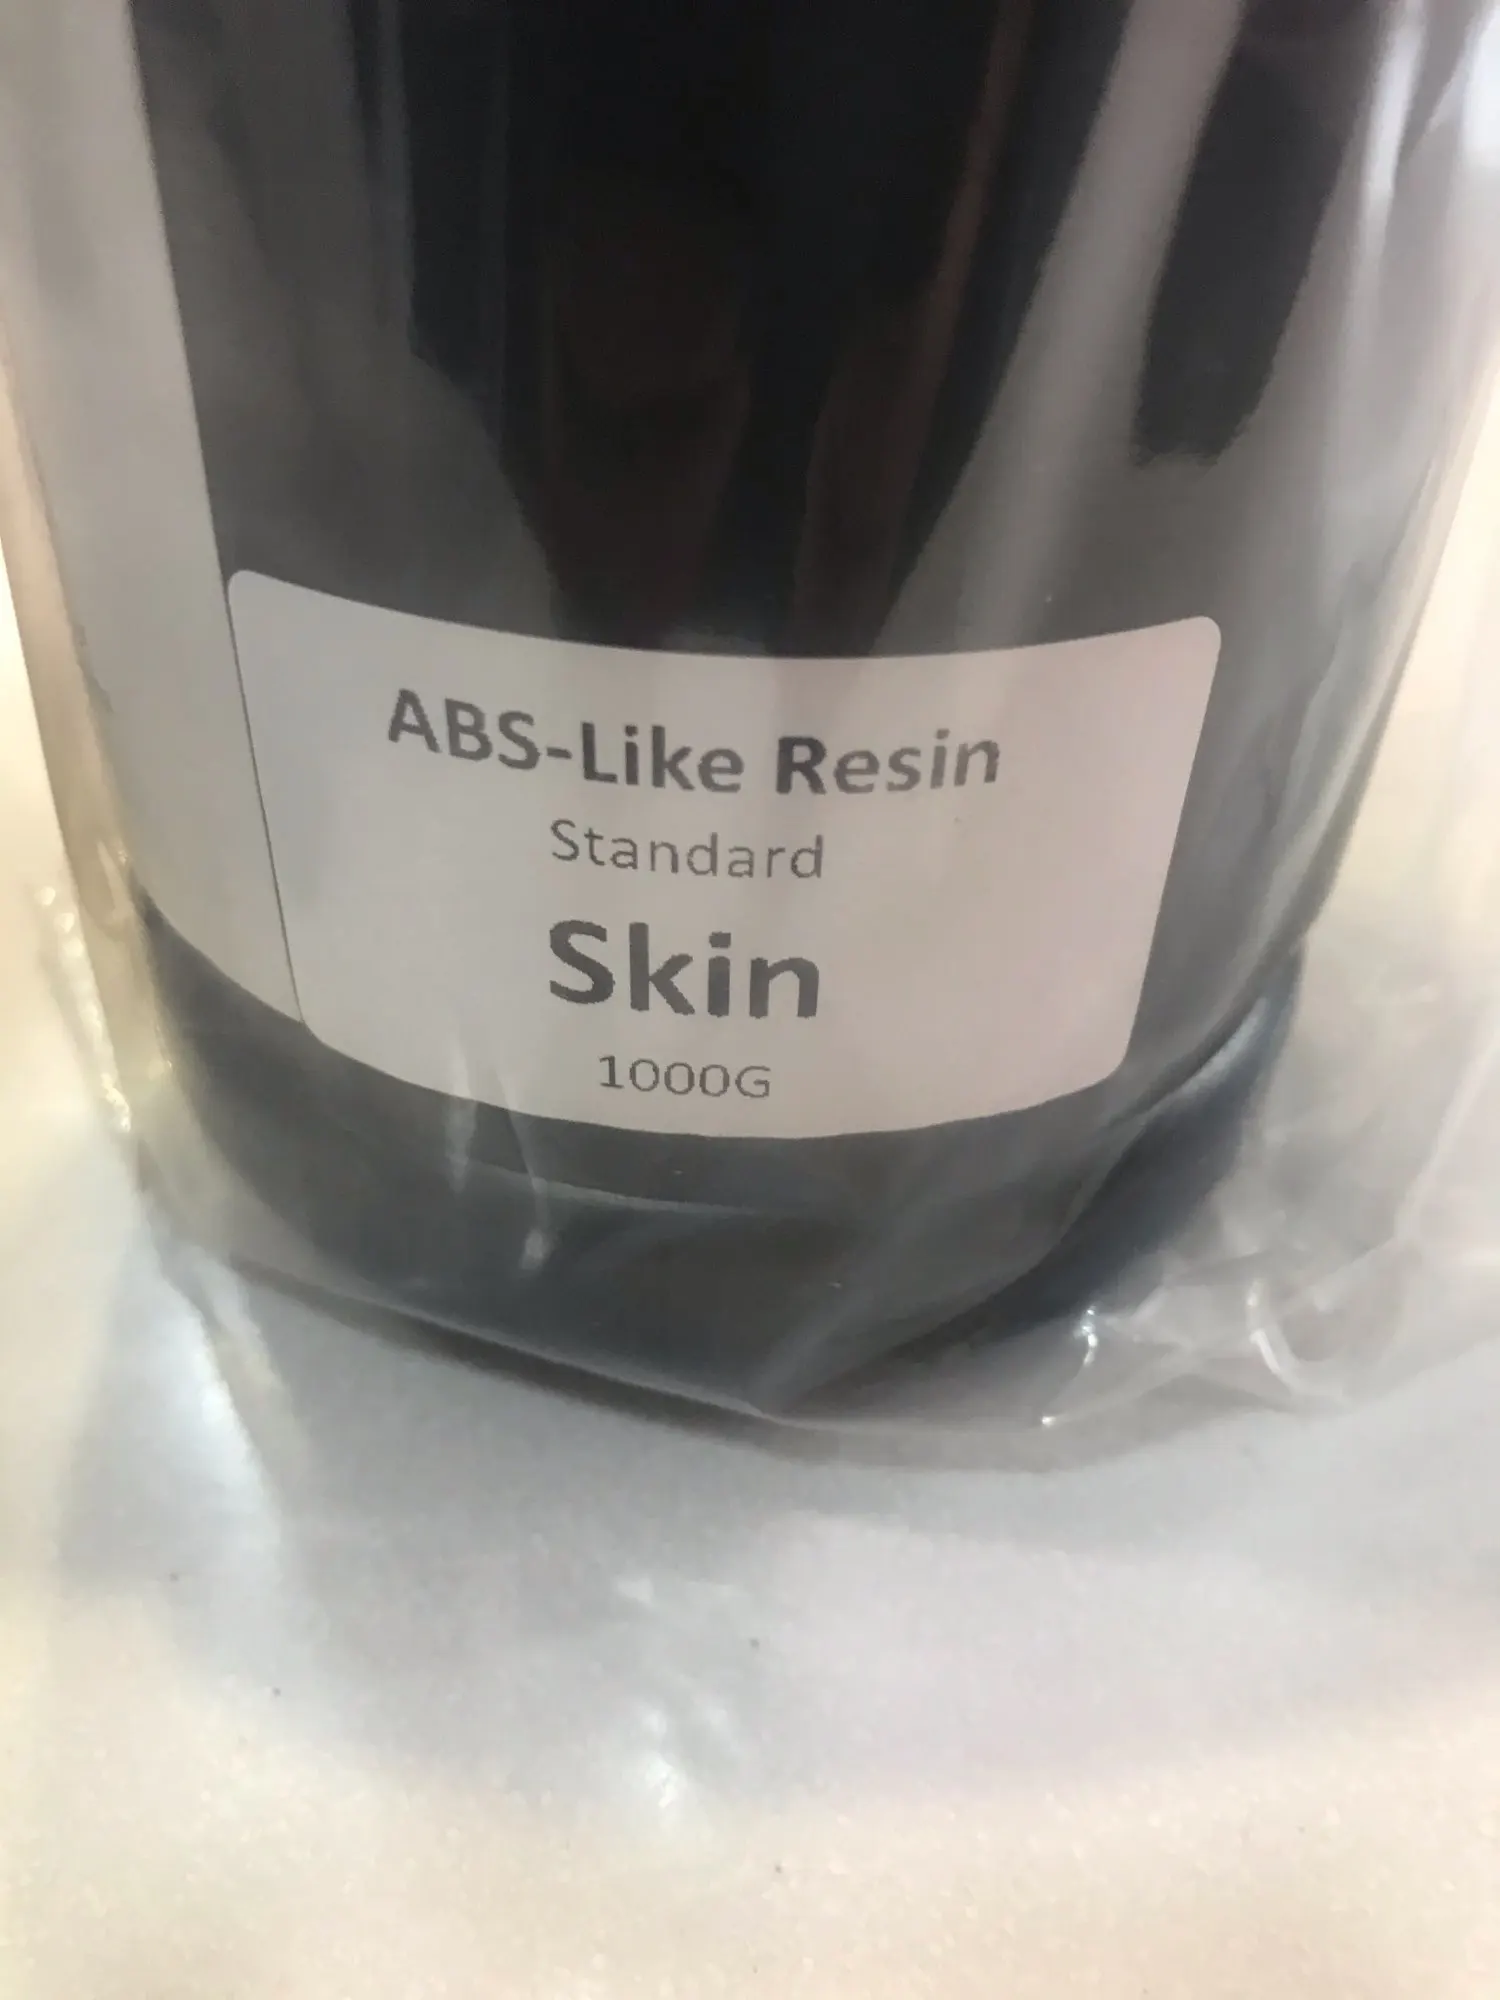 ABS-Like Resin
Standard
Skin
1000G